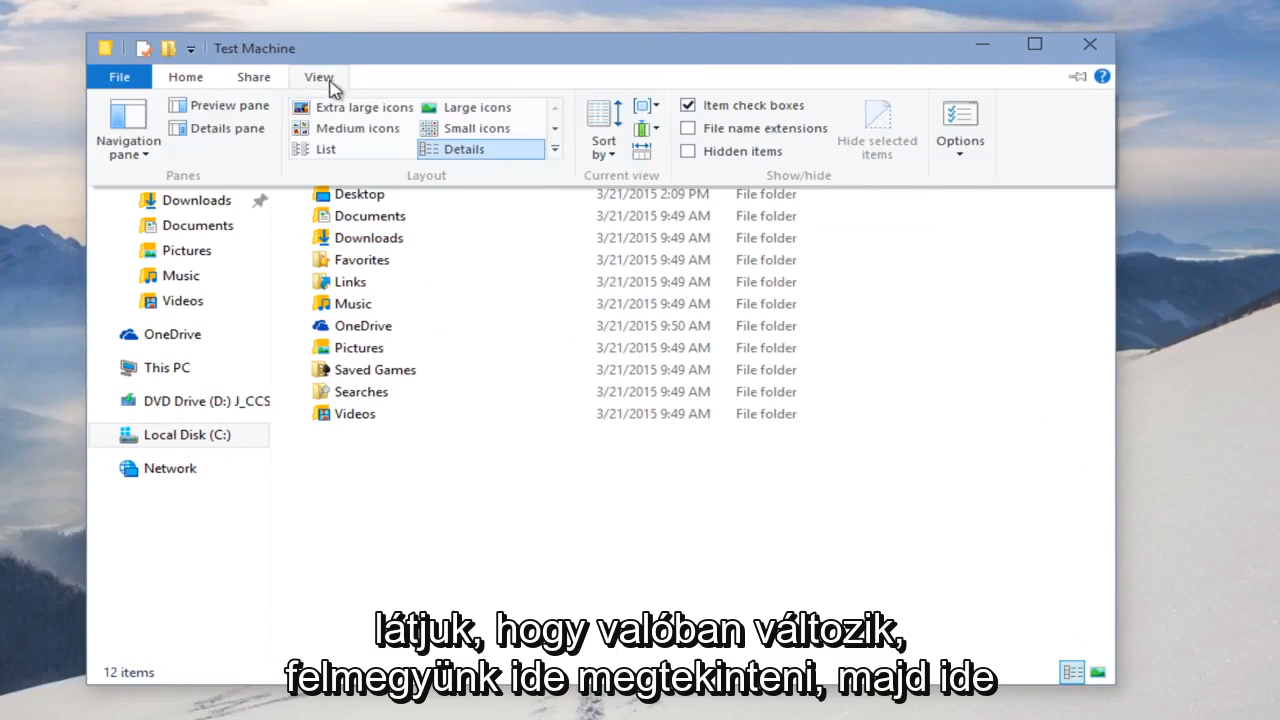 Test Machine
File Home Share View
Navigation pane
Preview pane
Details pane
Panes
Extra large icons Large icons
Medium icons Small icons
List Details
Layout
Sort by
Current view
Item check boxes
File name extensions
Hidden items
Hide selected items
Show/hide
Options
Downloads
Documents
Pictures
Music
Videos
OneDrive
This PC
DVD Drive (D:) J_CCS
Local Disk (C:)
Network
Desktop 3/21/2015 2:09 PM File folder
Documents 3/21/2015 9:49 AM File folder
Downloads 3/21/2015 9:49 AM File folder
Favorites 3/21/2015 9:49 AM File folder
Links 3/21/2015 9:49 AM File folder
Music 3/21/2015 9:49 AM File folder
OneDrive 3/21/2015 9:50 AM File folder
Pictures 3/21/2015 9:49 AM File folder
Saved Games 3/21/2015 9:49 AM File folder
Searches 3/21/2015 9:49 AM File folder
Videos 3/21/2015 9:49 AM File folder
12 items
látjuk, hogy valóban változik,
felmegyünk ide megtekinteni, majd ide